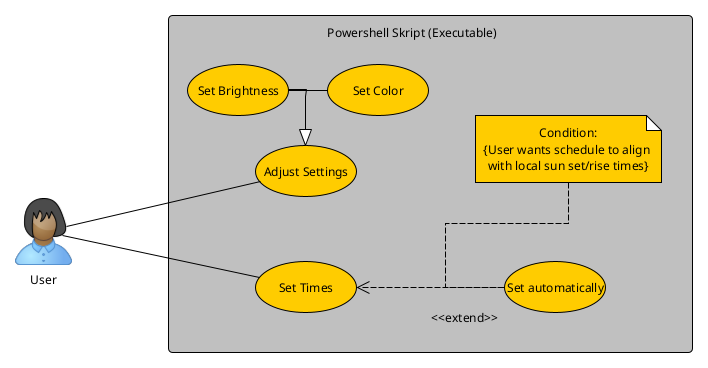 Powershell Skript (Executable)
Set Brightness
Set Color
Condition:
{User wants schedule to align
with local sun set/rise times}
Adjust Settings
User
Set Times
Set automatically
<<extend>>